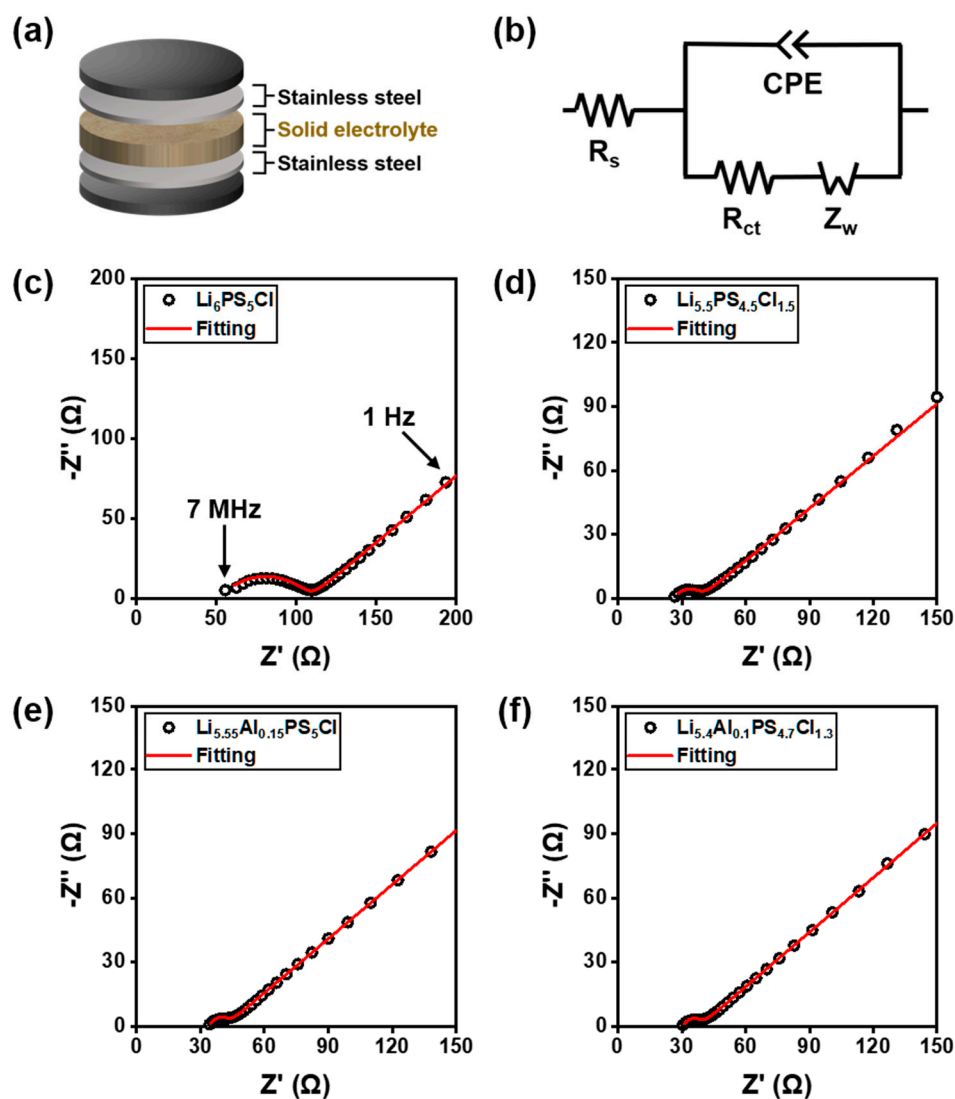 (a)
Stainless steel
Solid electrolyte
Stainless steel
(b)
CPE
Rₛ
R_ct
Z_w
(c)
200
150
100
50
0
-Z'' (Ω)
Li₆PS₅Cl
Fitting
1 Hz
7 MHz
0 50 100 150 200
Z' (Ω)
(d)
150
120
90
60
30
0
-Z'' (Ω)
Li₅.₅PS₄.₅Cl₁.₅
Fitting
0 30 60 90 120 150
Z' (Ω)
(e)
150
120
90
60
30
0
-Z'' (Ω)
Li₅.₅₅Al₀.₁₅PS₅Cl
Fitting
0 30 60 90 120 150
Z' (Ω)
(f)
150
120
90
60
30
0
-Z'' (Ω)
Li₅.₄Al₀.₁PS₄.₇Cl₁.₃
Fitting
0 30 60 90 120 150
Z' (Ω)